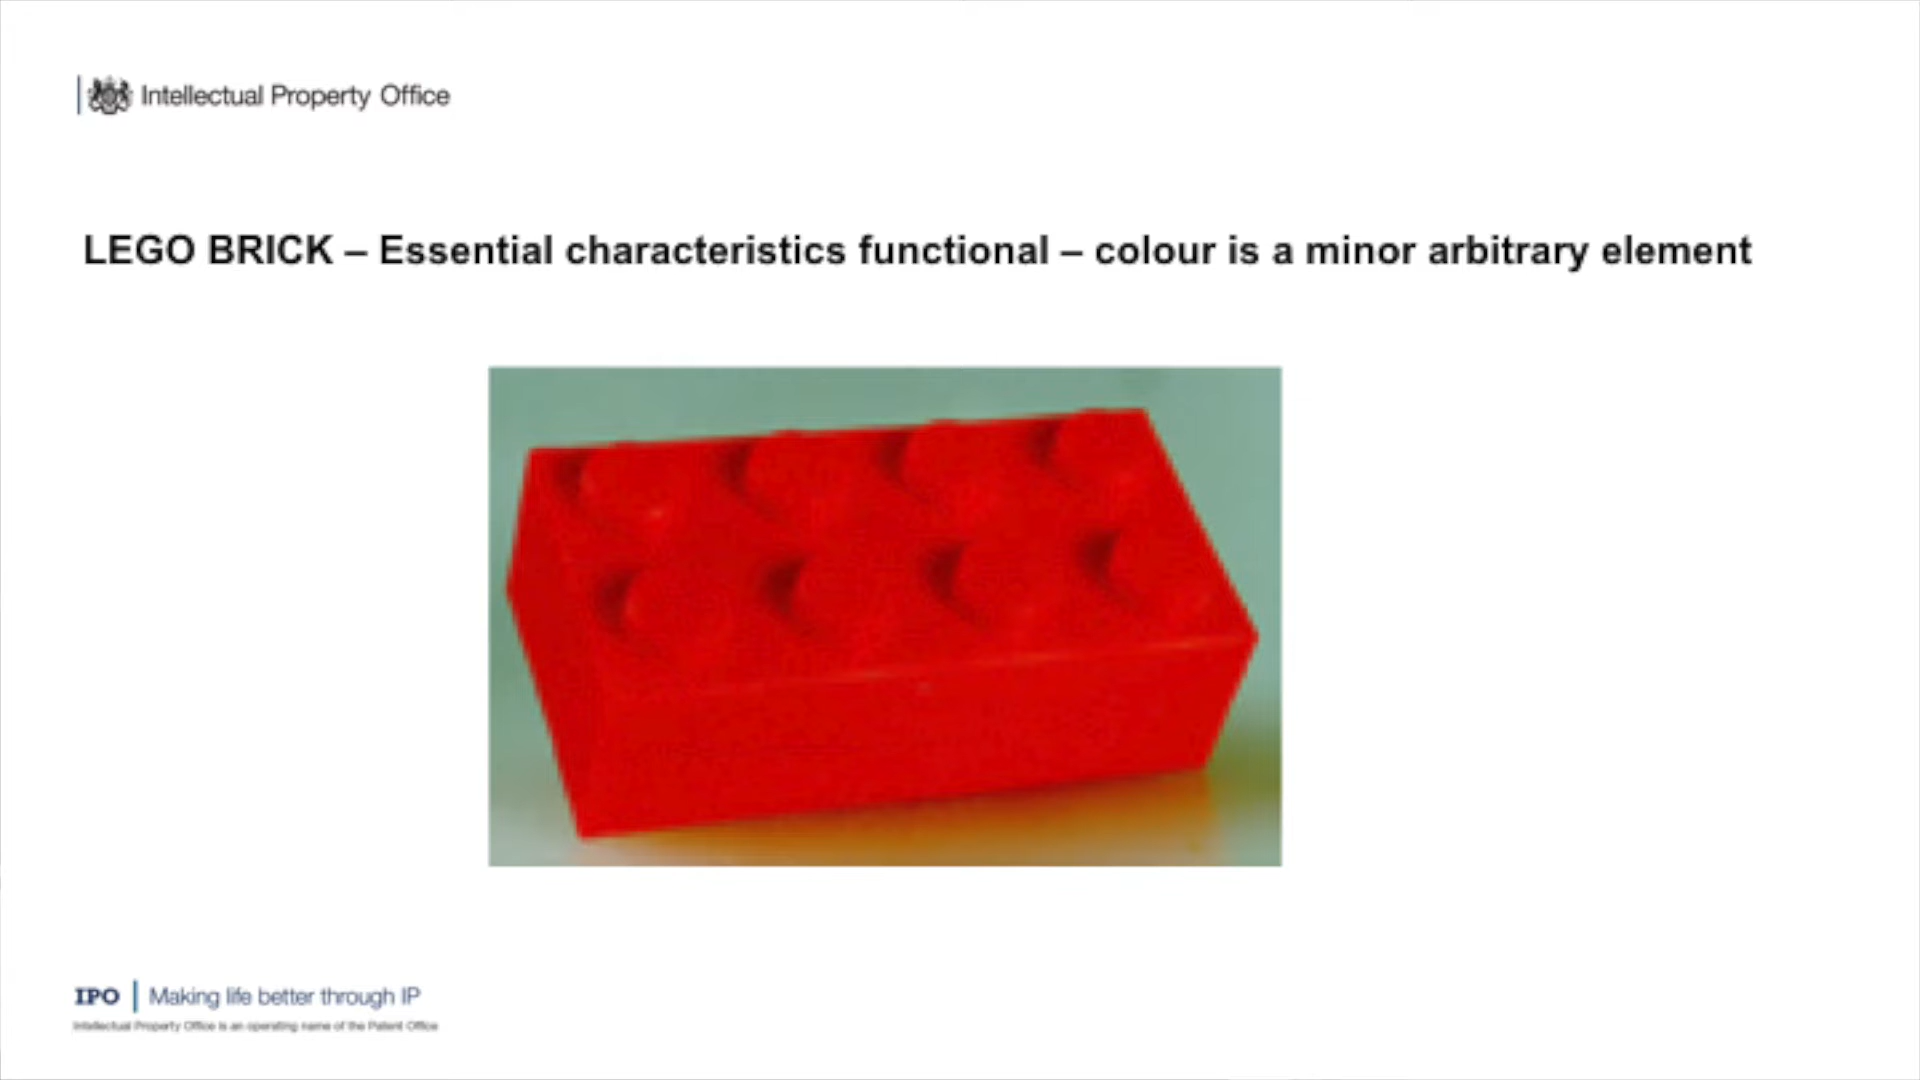 Intellectual Property Office
LEGO BRICK – Essential characteristics functional – colour is a minor arbitrary element
IPO | Making life better through IP
Intellectual Property Office is an operating name of the Patent Office